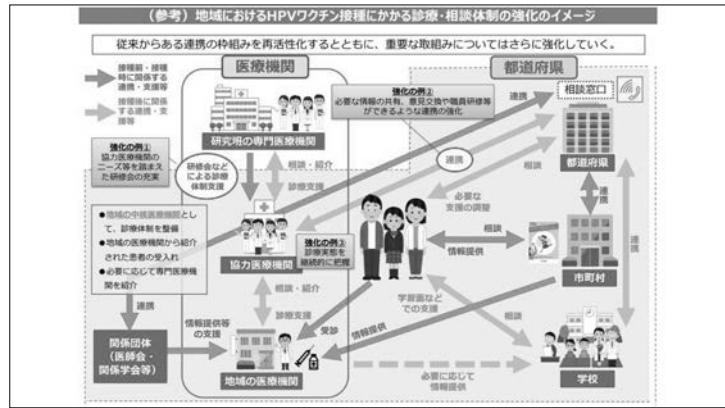 (参考)地域におけるHPVワクチン接種にかかる診療・相談体制の強化のイメージ
従来からある連携の枠組みを再活性化するとともに、重要な取組みについてはさらに強化していく。
接種前・接種
時に関係する
連携・支援等
接種後に関係
する連携・支
援等
医療機関
都道府県
研究班の専門医療機関
強化の例②
必要な情報の共有、意見交換や職員研修等
ができるような連携の強化
連携
相談窓口
都道府県
強化の例①
協力医療機関の
ニーズ等を踏まえ
た研修会の充実
研修会など
による診療
体制支援
相談・紹介
診療支援
連携
相談
連携
連携
必要な
支援の調整
●地域の中核医療機関と
して、診療体制を整備
●地域の医療機関から紹介
された患者の受入れ
●必要に応じて専門医療機
関を紹介
協力医療機関
強化の例③
診療実態を
継続的に把握
相談
情報提供
市町村
連携
関係団体
(医師会・
関係学会等)
情報提供等
の支援
相談・紹介
診療支援
受診
情報提供
学習面など
での支援
相談
地域の医療機関
必要に応じて
情報提供
学校